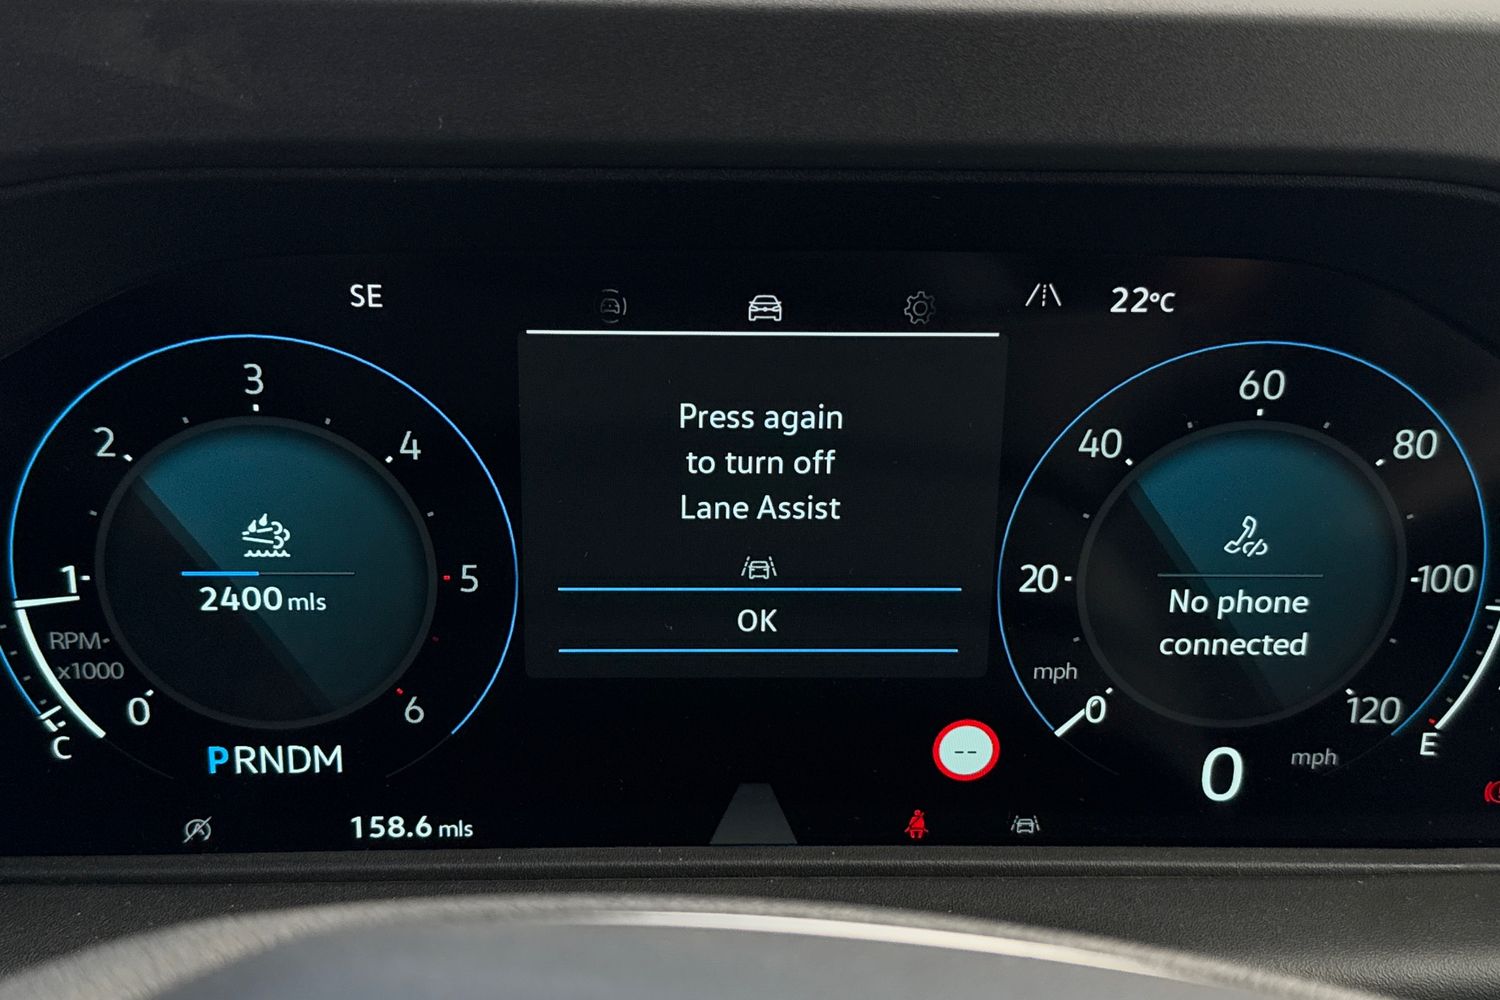 SE
22°C
3
2
4
1
5
2400 mls
RPM
x1000
0
6
C
PRNDM
158.6 mls
Press again
to turn off
Lane Assist
OK
--
60
40
80
20
100
No phone
connected
mph
0
120
E
0 mph